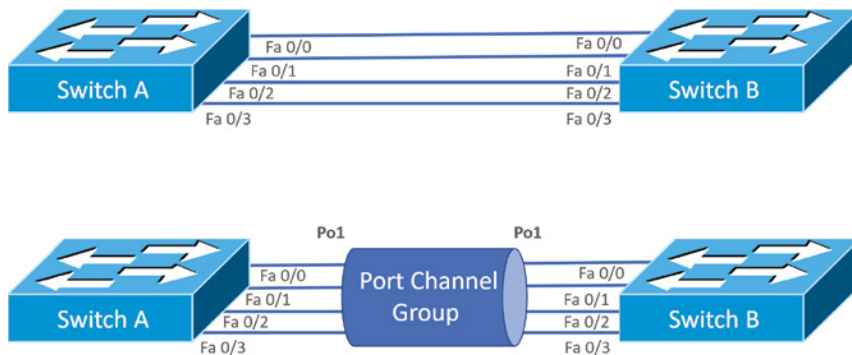 Fa 0/0 Fa 0/0
Switch A Fa 0/1 Fa 0/1 Switch B
Fa 0/2 Fa 0/2
Fa 0/3 Fa 0/3
Po1 Po1
Fa 0/0 Port Channel Fa 0/0
Switch A Fa 0/1 Group Fa 0/1 Switch B
Fa 0/2 Fa 0/2
Fa 0/3 Fa 0/3